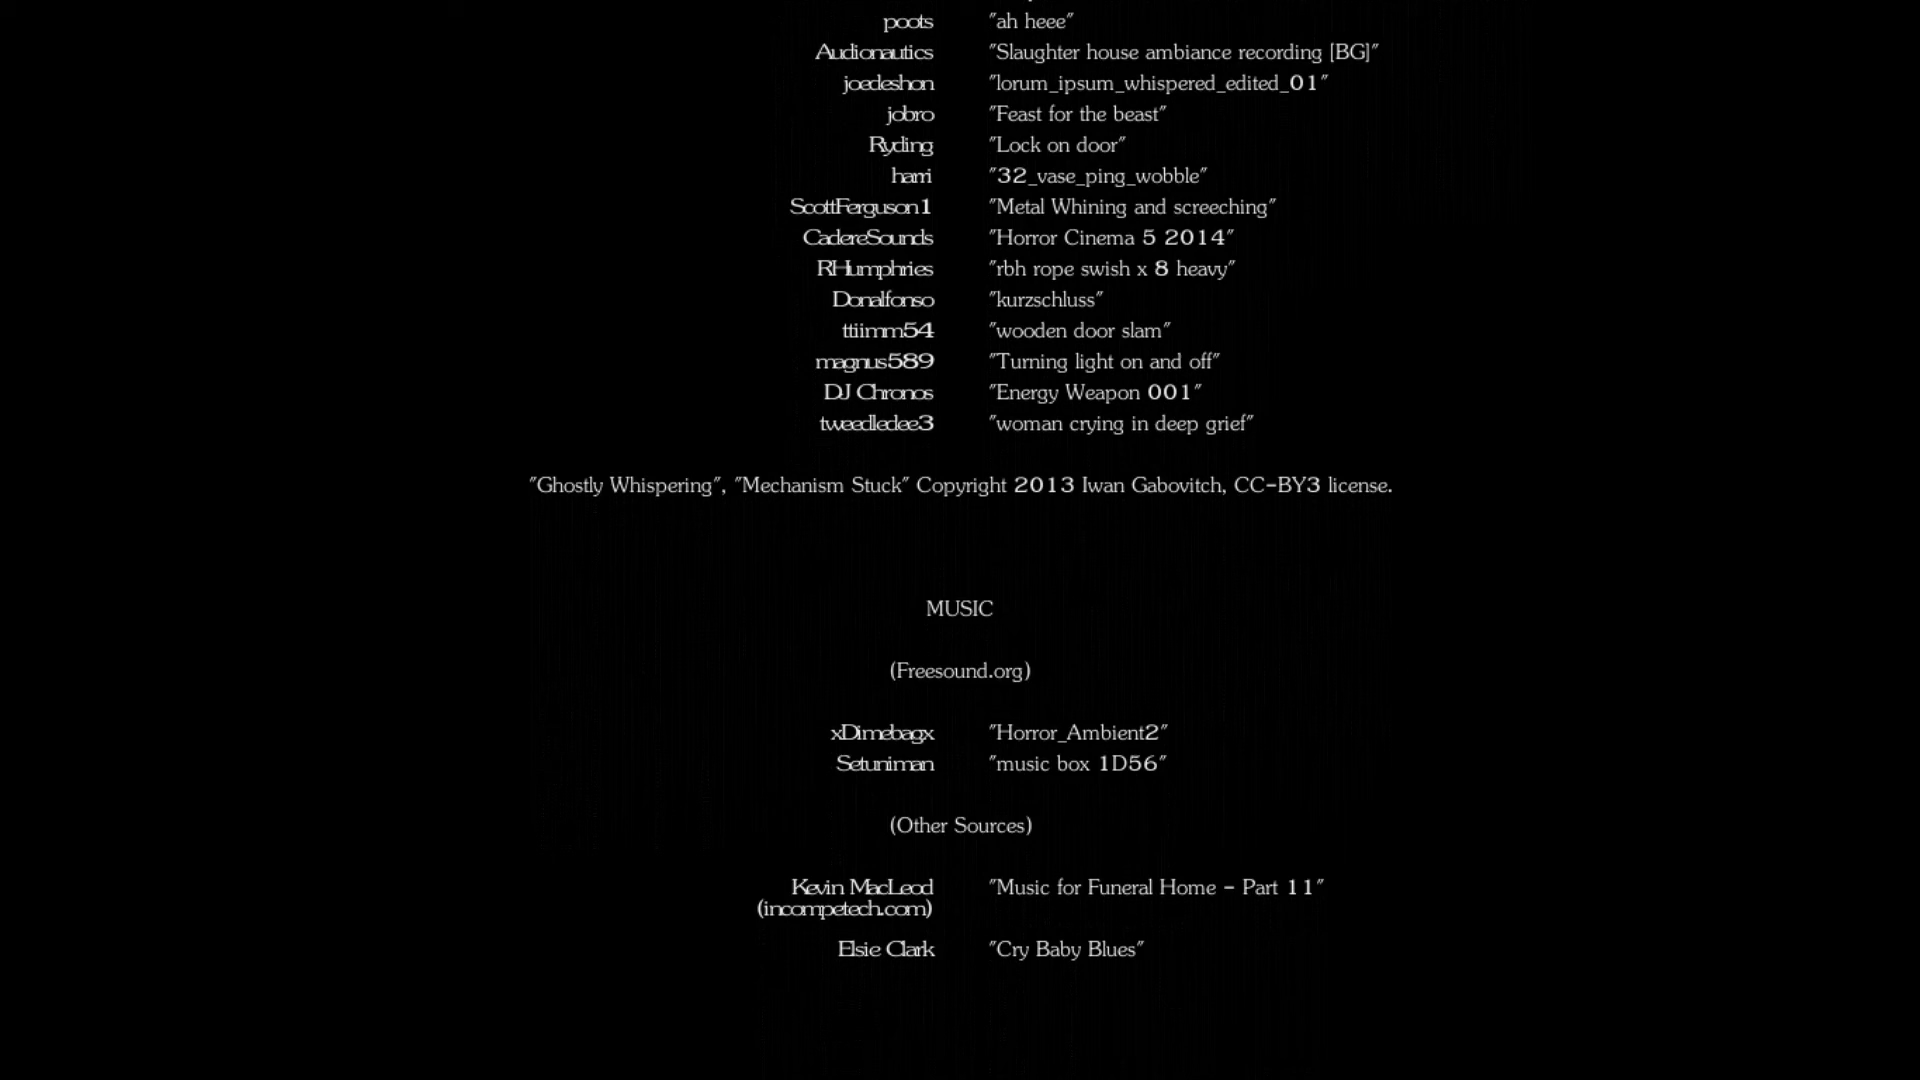 poots "ah heee"
Audionautics "Slaughter house ambiance recording [BG]"
joedeshon "lorum_ipsum_whispered_edited_01"
jobro "Feast for the beast"
Ryding "Lock on door"
harri "32_vase_ping_wobble"
ScottFerguson1 "Metal Whining and screeching"
CadereSounds "Horror Cinema 5 2014"
RHumphries "rbh rope swish x 8 heavy"
Donalfonso "kurzschluss"
ttiimm54 "wooden door slam"
magnus589 "Turning light on and off"
DJ Chronos "Energy Weapon 001"
tweedledee3 "woman crying in deep grief"
"Ghostly Whispering", "Mechanism Stuck" Copyright 2013 Iwan Gabovitch, CC-BY3 license.
MUSIC
(Freesound.org)
xDimebagx "Horror_Ambient2"
Setuniman "music box 1D56"
(Other Sources)
Kevin MacLeod "Music for Funeral Home - Part 11"
(incompetech.com)
Elsie Clark "Cry Baby Blues"